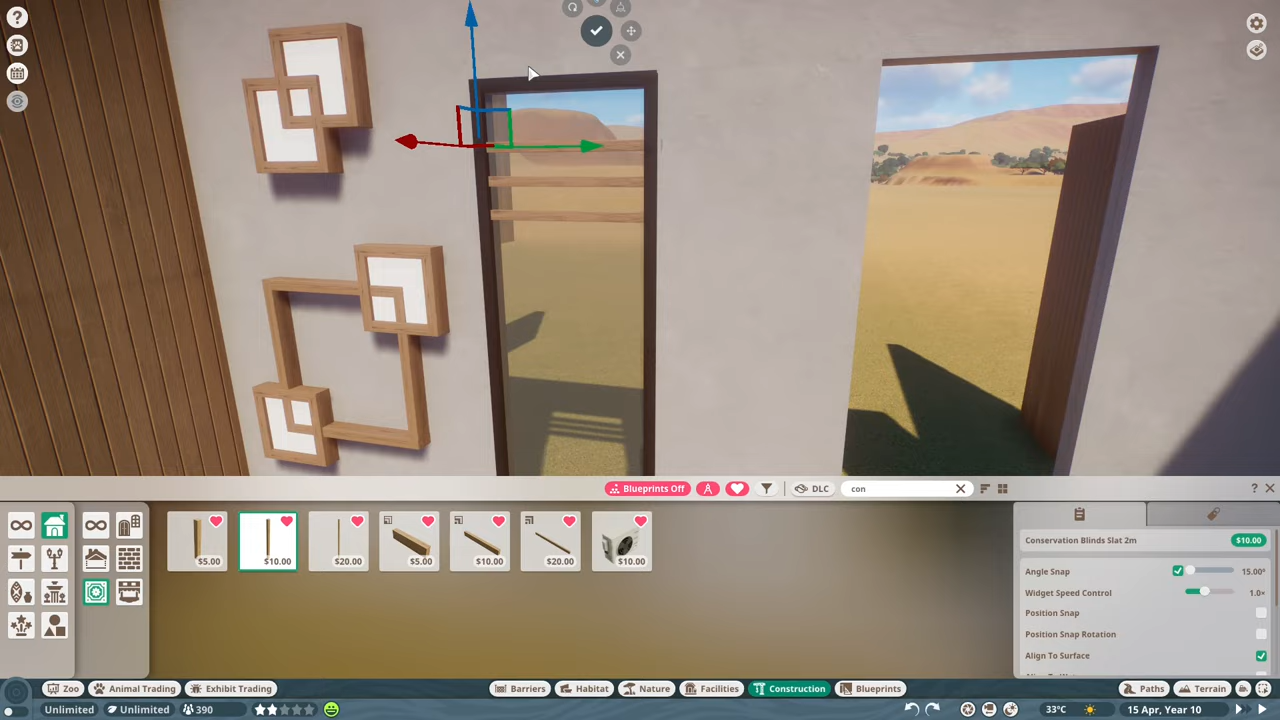 Blueprints Off
DLC
con
$5.00
$10.00
$20.00
$5.00
$10.00
$20.00
$10.00
Conservation Blinds Slat 2m
$10.00
Angle Snap
15.00°
Widget Speed Control
1.0×
Position Snap
Position Snap Rotation
Align To Surface
Zoo
Animal Trading
Exhibit Trading
Barriers
Habitat
Nature
Facilities
Construction
Blueprints
Paths
Terrain
Unlimited
Unlimited
390
33°C
15 Apr, Year 10